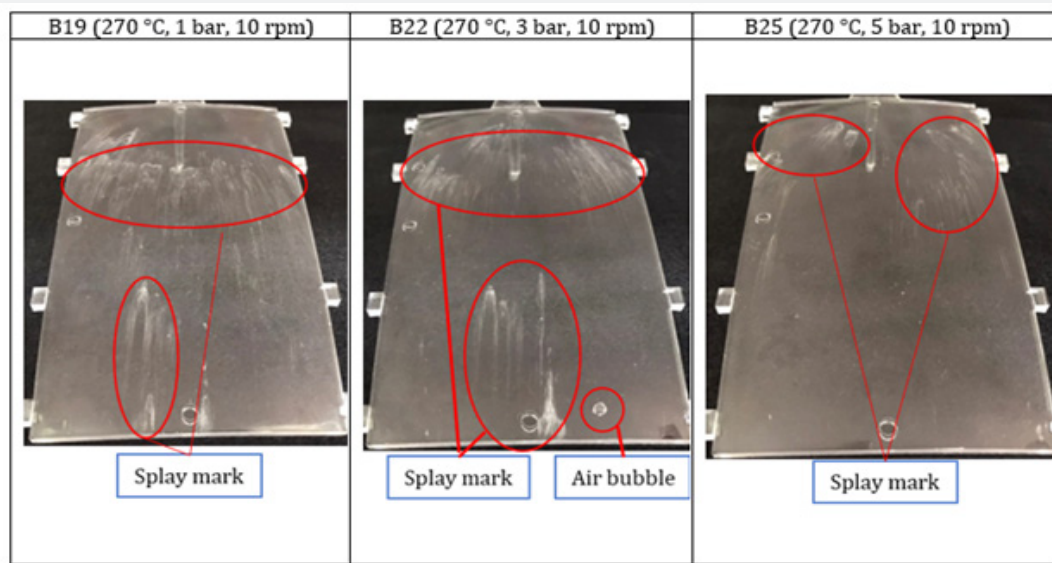 B19 (270 °C, 1 bar, 10 rpm)
B22 (270 °C, 3 bar, 10 rpm)
B25 (270 °C, 5 bar, 10 rpm)
Splay mark
Splay mark
Air bubble
Splay mark